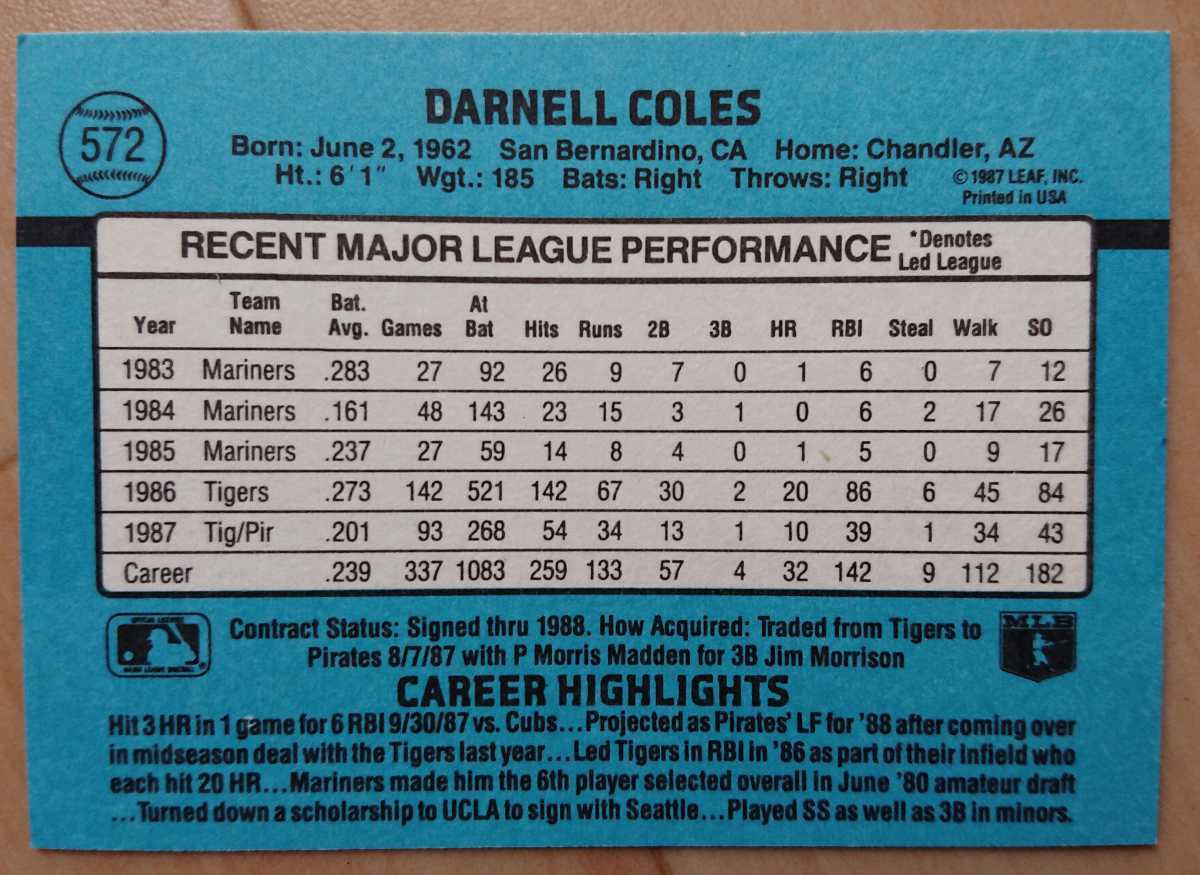 572
DARNELL COLES
Born: June 2, 1962 San Bernardino, CA Home: Chandler, AZ
Ht.: 6'1" Wgt.: 185 Bats: Right Throws: Right
©1987 LEAF, INC.
Printed in USA
RECENT MAJOR LEAGUE PERFORMANCE *Denotes Led League
Year Team Name Bat. Avg. Games At Bat Hits Runs 2B 3B HR RBI Steal Walk SO
1983 Mariners .283 27 92 26 9 7 0 1 6 0 7 12
1984 Mariners .161 48 143 23 15 3 1 0 6 2 17 26
1985 Mariners .237 27 59 14 8 4 0 1 5 0 9 17
1986 Tigers .273 142 521 142 67 30 2 20 86 6 45 84
1987 Tig/Pir .201 93 268 54 34 13 1 10 39 1 34 43
Career .239 337 1083 259 133 57 4 32 142 9 112 182
MLB
Contract Status: Signed thru 1988. How Acquired: Traded from Tigers to
Pirates 8/7/87 with P Morris Madden for 3B Jim Morrison
CAREER HIGHLIGHTS
Hit 3 HR in 1 game for 6 RBI 9/30/87 vs. Cubs...Projected as Pirates' LF for '88 after coming over
in midseason deal with the Tigers last year...Led Tigers in RBI in '86 as part of their infield who
each hit 20 HR...Mariners made him the 6th player selected overall in June '80 amateur draft
...Turned down a scholarship to UCLA to sign with Seattle...Played SS as well as 3B in minors.